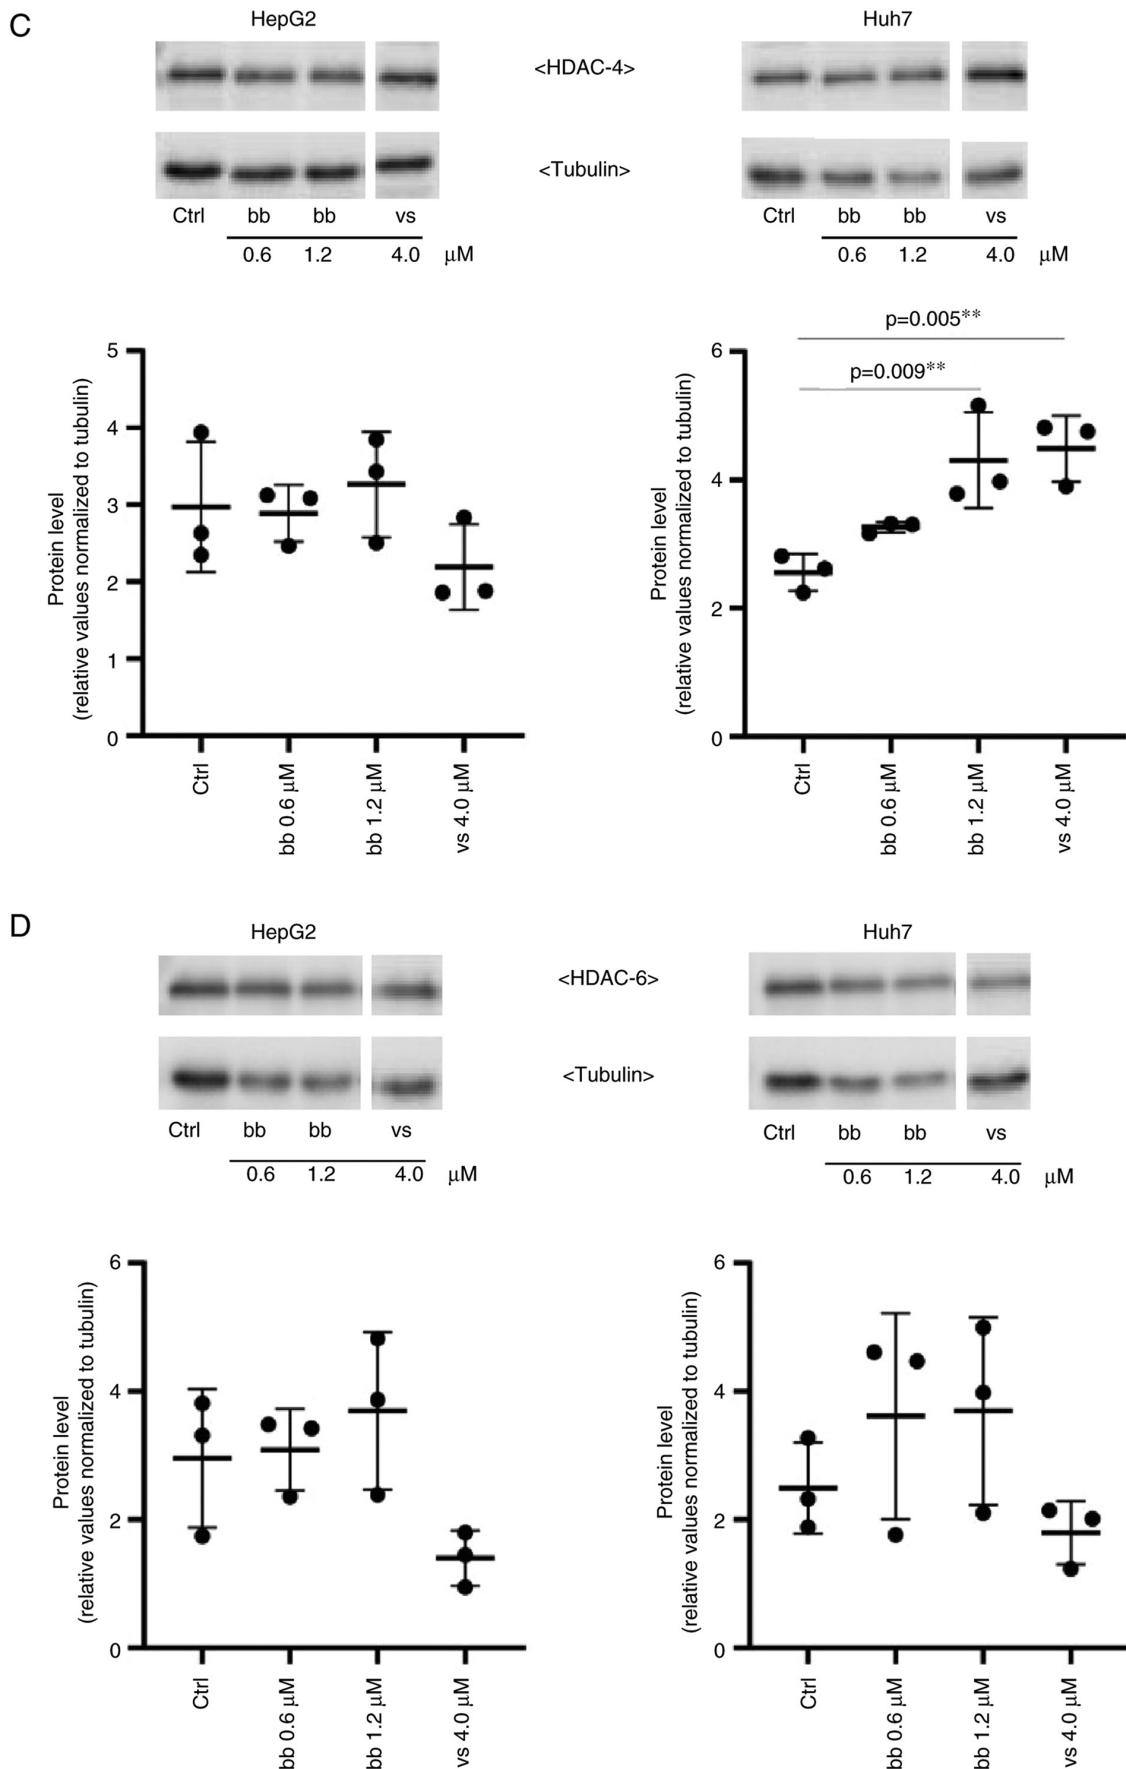 C
HepG2
Huh7
<HDAC-4>
<Tubulin>
Ctrl bb bb vs
0.6 1.2 4.0 μM
Ctrl bb bb vs
0.6 1.2 4.0 μM
Protein level
(relative values normalized to tubulin)
5
4
3
2
1
0
Ctrl
bb 0.6 μM
bb 1.2 μM
vs 4.0 μM
p=0.005**
p=0.009**
Protein level
(relative values normalized to tubulin)
6
4
2
0
Ctrl
bb 0.6 μM
bb 1.2 μM
vs 4.0 μM
D
HepG2
Huh7
<HDAC-6>
<Tubulin>
Ctrl bb bb vs
0.6 1.2 4.0 μM
Ctrl bb bb vs
0.6 1.2 4.0 μM
Protein level
(relative values normalized to tubulin)
6
4
2
0
Ctrl
bb 0.6 μM
bb 1.2 μM
vs 4.0 μM
Protein level
(relative values normalized to tubulin)
6
4
2
0
Ctrl
bb 0.6 μM
bb 1.2 μM
vs 4.0 μM